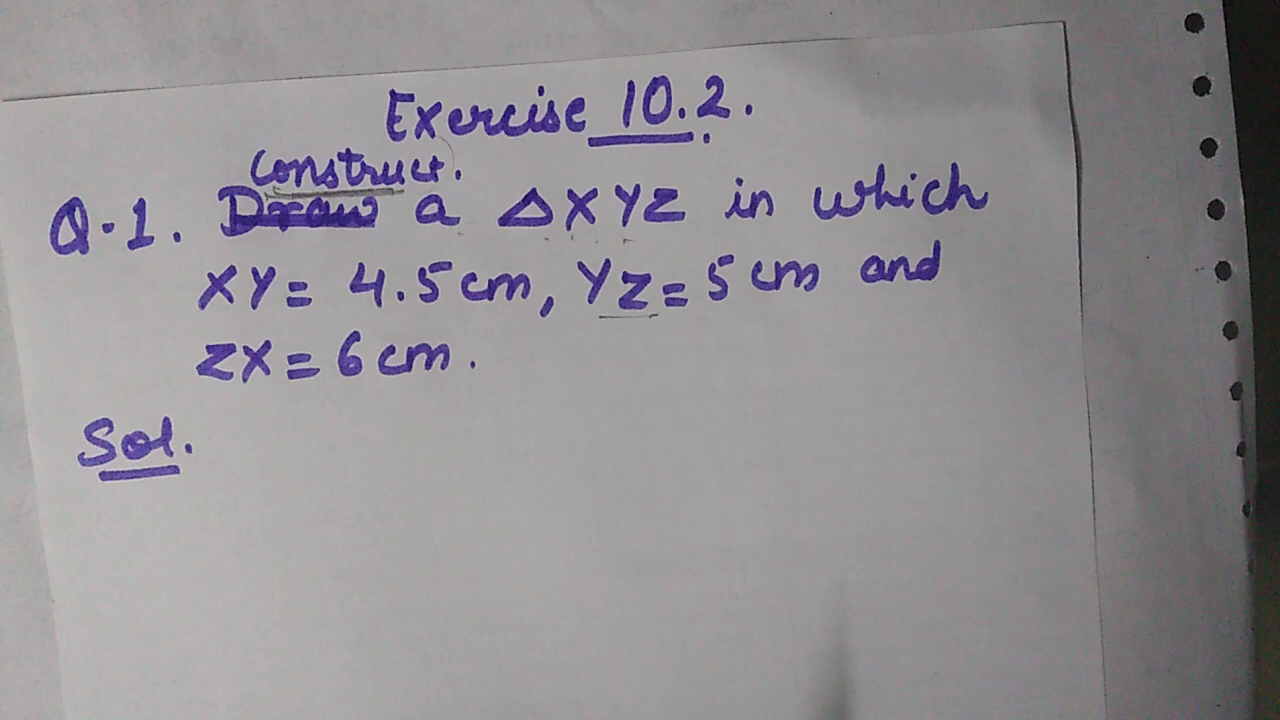 Exercise 10.2.
Construct.
Q.1. Draw a △XYZ in which
XY = 4.5 cm, YZ = 5 cm and
ZX = 6 cm.
Sol.